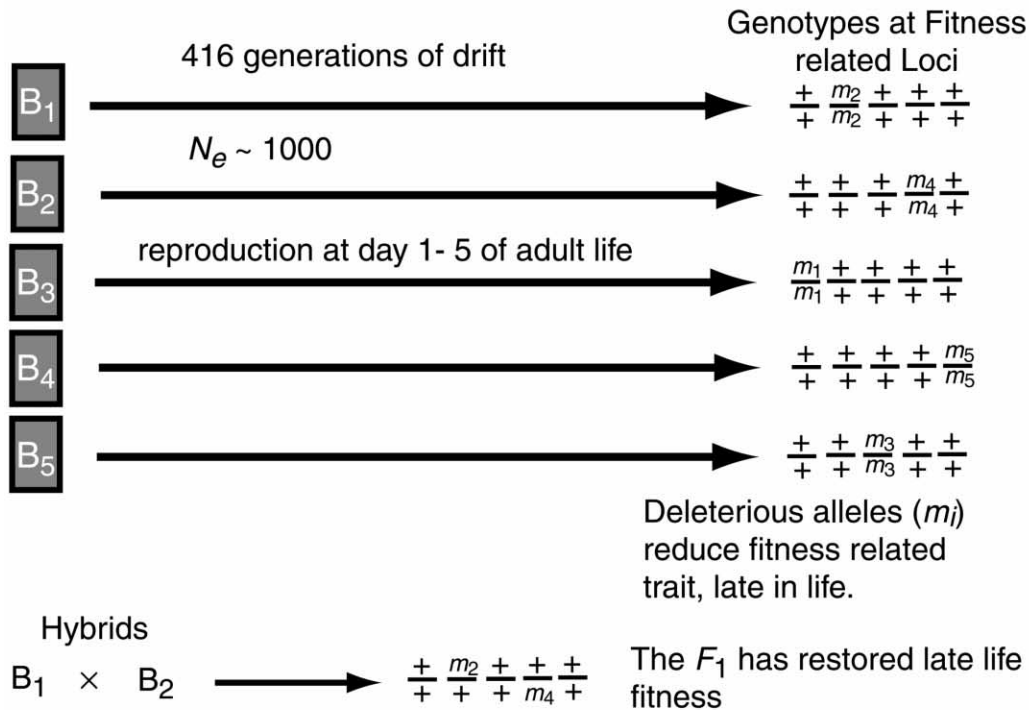 416 generations of drift
Genotypes at Fitness
related Loci
B1
+ m2 + + +
+ m2 + + +
Ne ~ 1000
B2
+ + + m4 +
+ + + m4 +
reproduction at day 1- 5 of adult life
B3
m1 + + + +
m1 + + + +
B4
+ + + + m5
+ + + + m5
B5
+ + m3 + +
+ + m3 + +
Deleterious alleles (mi)
reduce fitness related
trait, late in life.
Hybrids
B1 × B2
+ m2 + + +
+ + + m4 +
The F1 has restored late life
fitness